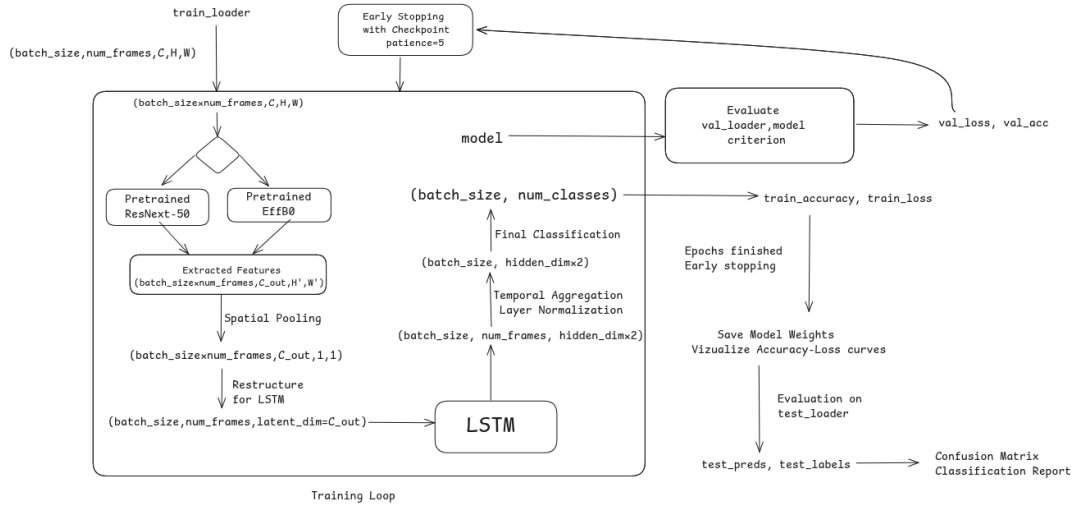 train_loader
(batch_size,num_frames,C,H,W)
Early Stopping
with Checkpoint
patience=5
(batch_size×num_frames,C,H,W)
Pretrained
ResNext-50
Pretrained
EffB0
Extracted Features
(batch_size×num_frames,C_out,H',W')
Spatial Pooling
(batch_size×num_frames,C_out,1,1)
Restructure
for LSTM
(batch_size,num_frames,latent_dim=C_out)
LSTM
(batch_size, num_frames, hidden_dim×2)
Temporal Aggregation
Layer Normalization
(batch_size, hidden_dim×2)
Final Classification
(batch_size, num_classes)
model
Training Loop
Evaluate
val_loader,model
criterion
val_loss, val_acc
train_accuracy, train_loss
Epochs finished
Early stopping
Save Model Weights
Vizualize Accuracy-Loss curves
Evaluation on
test_loader
test_preds, test_labels
Confusion Matrix
Classification Report